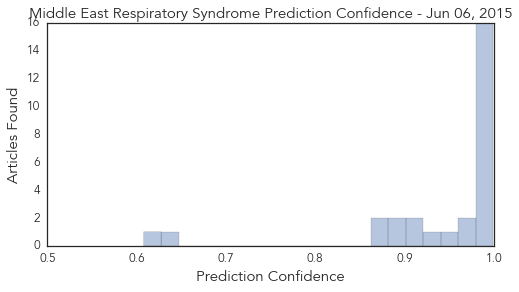 Middle East Respiratory Syndrome Prediction Confidence - Jun 06, 2015
16
14
12
10
8
6
4
2
0
Articles Found
0.5 0.6 0.7 0.8 0.9 1.0
Prediction Confidence